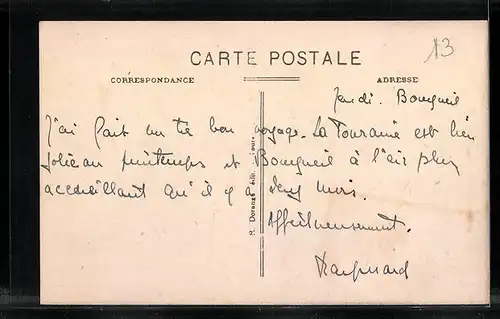 13
CARTE POSTALE
CORRESPONDANCE
ADRESSE
Jeudi. Bourgueil
J'ai fait un tre bon voyage. La Touraine est bien
jolie au printemps et Bourgueil à l'air plus
accueillant qu'il y a deux mois.
Affectueusement.